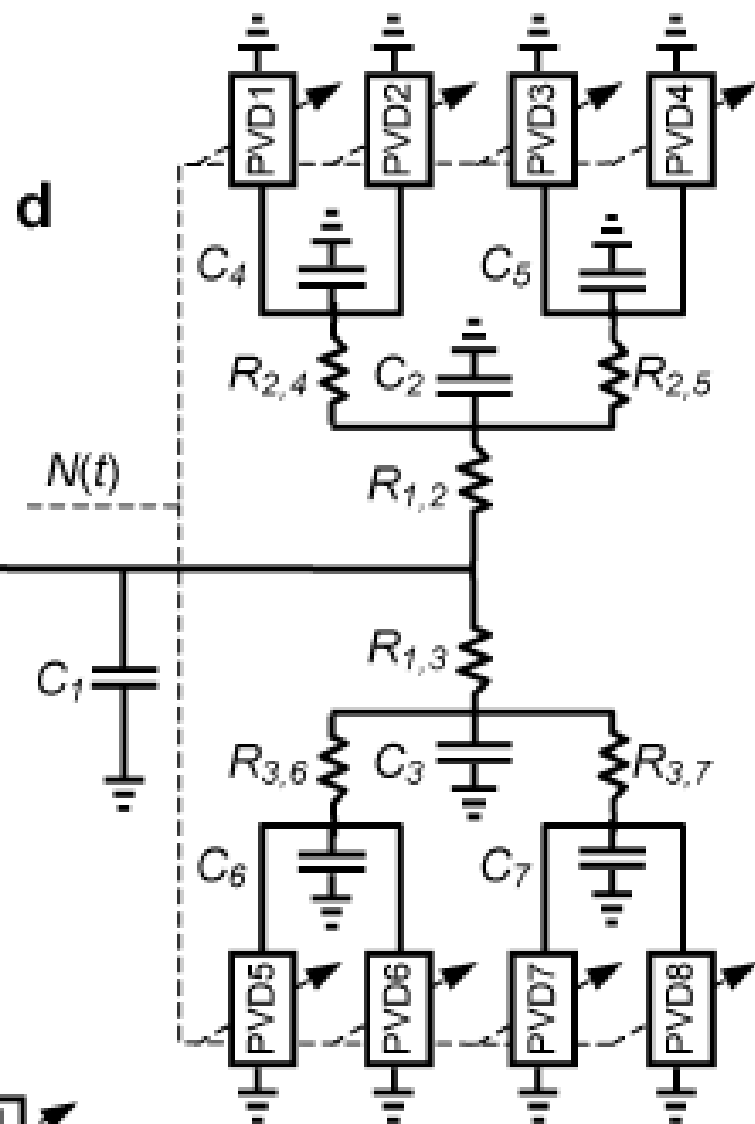 PVD1 PVD2 PVD3 PVD4
d
C4 C5
R2,4 C2 R2,5
N(t)
R1,2
R1,3
C1
R3,6 C3 R3,7
C6 C7
PVD5 PVD6 PVD7 PVD8